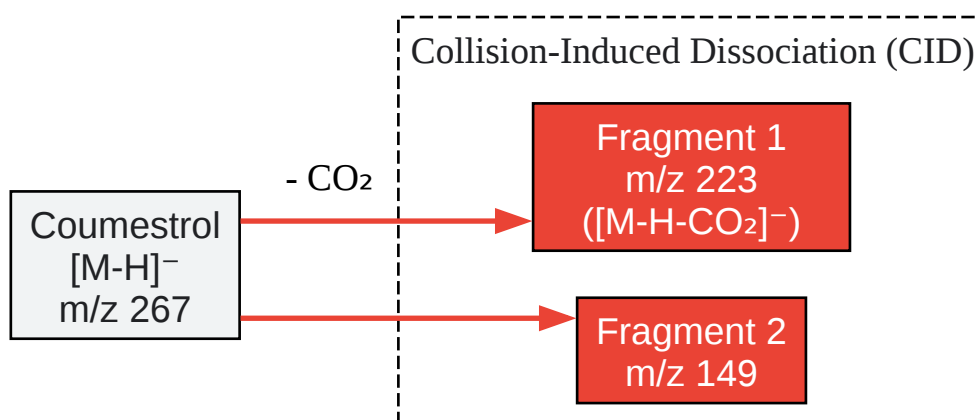 Collision-Induced Dissociation (CID)
- CO₂
Coumestrol
[M-H]⁻
m/z 267
Fragment 1
m/z 223
([M-H-CO₂]⁻)
Fragment 2
m/z 149